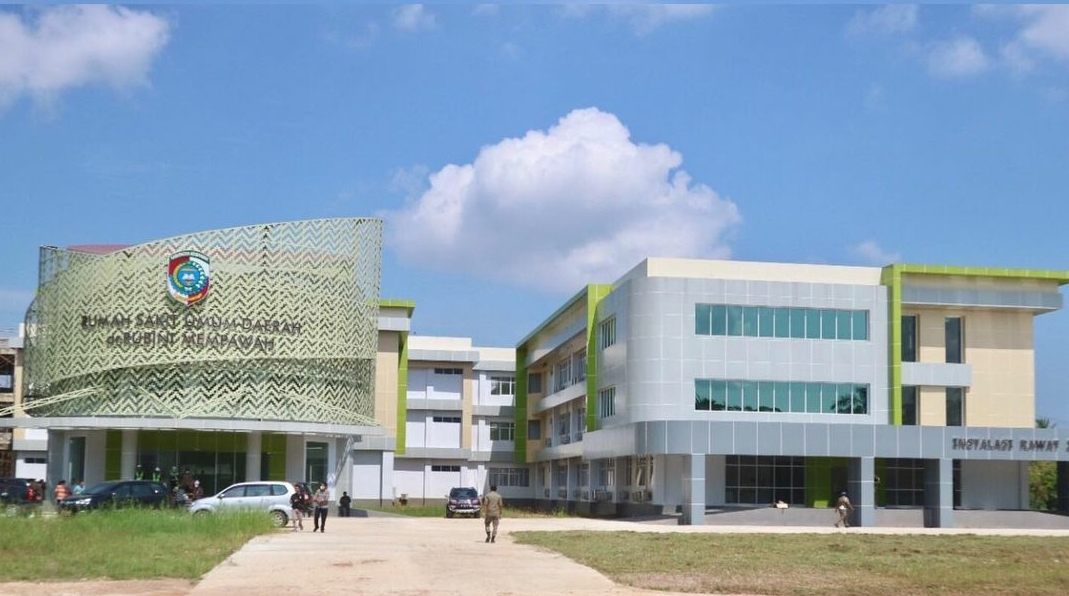 RUMAH SAKIT UMUM DAERAH
dr.RUBINI MEMPAWAH
INSTALASI RAWAT